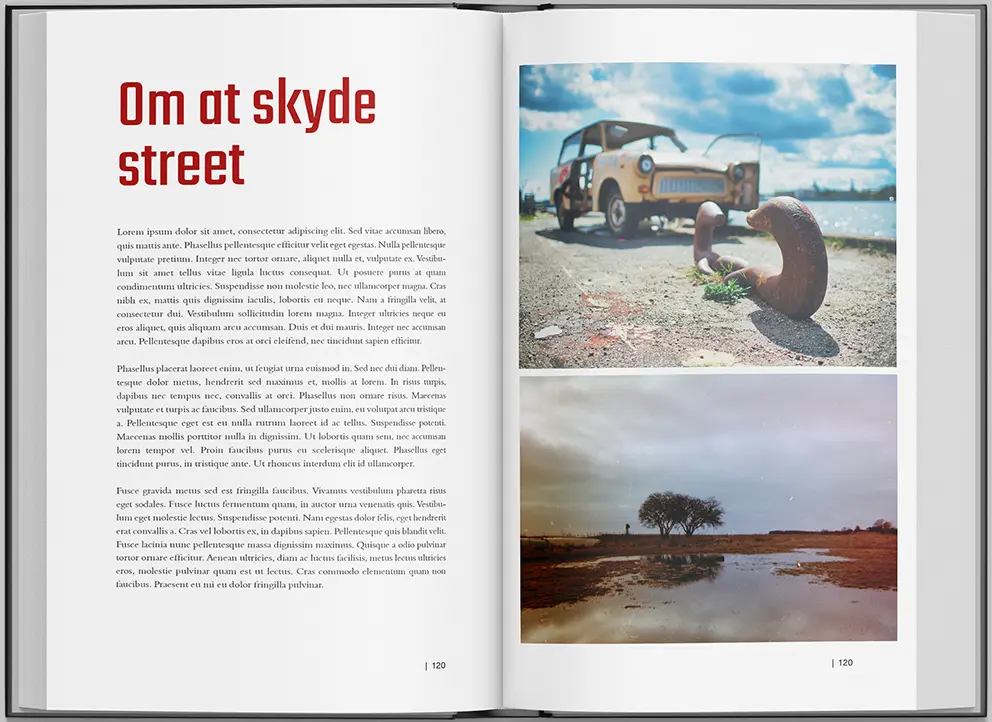 Om at skyde
street
Lorem ipsum dolor sit amet, consectetur adipiscing elit. Sed vitae accumsan libero,
quis mattis ante. Phasellus pellentesque efficitur velit eget egestas. Nulla pellentesque
vulputate pretium. Integer nec tortor ornare, aliquet nulla et, vulputate ex. Vestibu-
lum sit amet tellus vitae ligula luctus consequat. Ut posuere purus at quam
condimentum ultricies. Suspendisse non molestie leo, nec ullamcorper magna. Cras
nibh ex, mattis quis dignissim iaculis, lobortis eu neque. Nam a fringilla velit, at
consectetur dui. Vestibulum sollicitudin lorem magna. Integer ultricies neque eu
eros aliquet, quis aliquam arcu accumsan. Duis et dui mauris. Integer nec accumsan
arcu. Pellentesque dapibus eros at orci eleifend, nec tincidunt sapien efficitur.
Phasellus placerat laoreet enim, ut feugiat urna euismod in. Sed nec dui diam. Pellen-
tesque dolor metus, hendrerit sed maximus et, mollis at lorem. In risus turpis,
dapibus nec tempus nec, convallis at orci. Phasellus non ornare risus. Maecenas
vulputate et turpis ac faucibus. Sed ullamcorper justo enim, eu volutpat arcu tristique
a. Pellentesque eget est eu nulla rutrum laoreet id ac tellus. Suspendisse potenti.
Maecenas mollis porttitor nulla in dignissim. Ut lobortis quam sem, nec accumsan
lorem tempor vel. Proin faucibus purus eu scelerisque aliquet. Phasellus eget
tincidunt purus, in tristique ante. Ut rhoncus interdum elit id ullamcorper.
Fusce gravida metus sed est fringilla faucibus. Vivamus vestibulum pharetra risus
eget sodales. Fusce luctus fermentum quam, in auctor urna venenatis quis. Vestibu-
lum eget molestie lectus. Suspendisse potenti. Nam egestas dolor felis, eget hendrerit
erat convallis a. Cras vel lobortis ex, in dapibus sapien. Pellentesque quis blandit velit.
Fusce lacinia nunc pellentesque massa dignissim maximus. Quisque a odio pulvinar
tortor ornare efficitur. Aenean ultricies, diam ac luctus facilisis, metus lectus ultricies
eros, molestie pulvinar quam est ut lectus. Cras commodo elementum quam non
faucibus. Praesent eu mi eu dolor fringilla pulvinar.
| 120
| 120